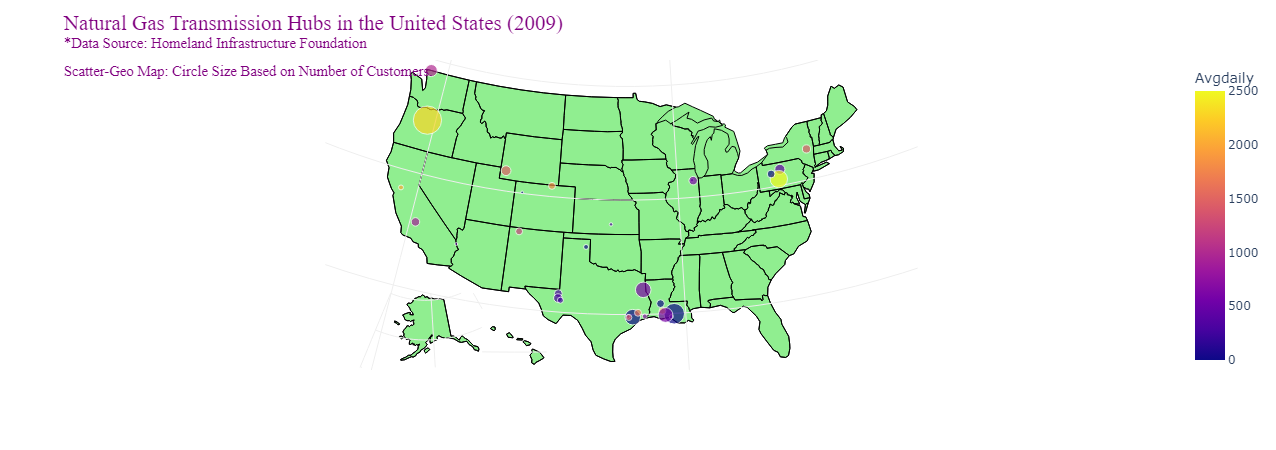 Natural Gas Transmission Hubs in the United States (2009)
*Data Source: Homeland Infrastructure Foundation
Scatter-Geo Map: Circle Size Based on Number of Customers
Avgdaily
2500
2000
1500
1000
500
0